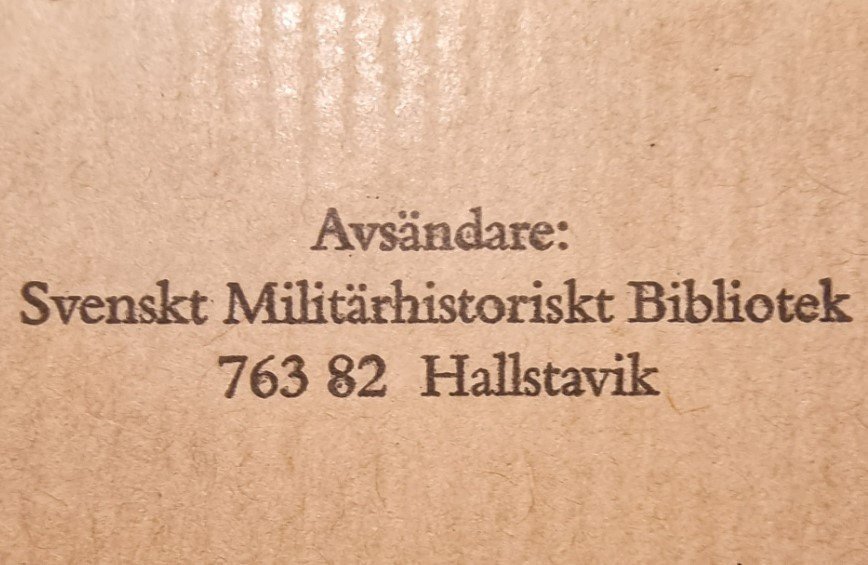 Avsändare:
Svenskt Militärhistoriskt Bibliotek
763 82 Hallstavik